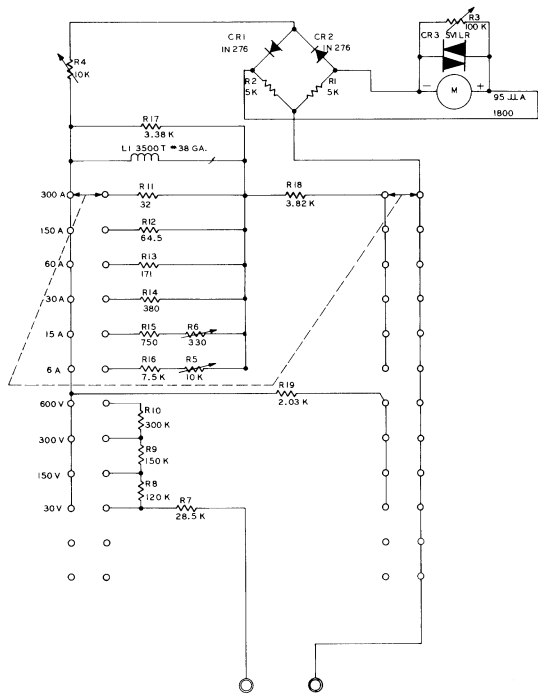 R3
100 K
CR1
IN 276
CR2
IN 276
CR3 SVILR
R4
10K
R2
5K
R1
5K
− M +
95 µA
1800
R17
3.38 K
L1 3500 T #38 GA.
300 A
R11
32
R18
3.82 K
150 A
R12
64.5
60 A
R13
171
30 A
R14
380
15 A
R15
750
R6
330
6 A
R16
7.5 K
R5
10 K
R19
2.03 K
600 V
R10
300 K
300 V
R9
150 K
150 V
R8
120 K
30 V
R7
28.5 K